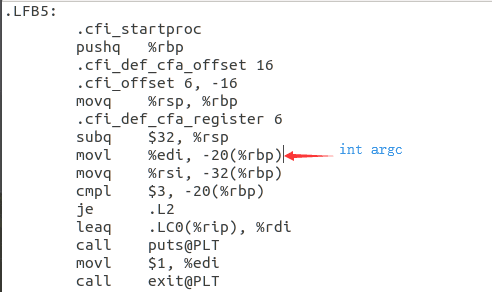 .LFB5:
.cfi_startproc
pushq %rbp
.cfi_def_cfa_offset 16
.cfi_offset 6, -16
movq %rsp, %rbp
.cfi_def_cfa_register 6
subq $32, %rsp
movl %edi, -20(%rbp) int argc
movq %rsi, -32(%rbp)
cmpl $3, -20(%rbp)
je .L2
leaq .LC0(%rip), %rdi
call puts@PLT
movl $1, %edi
call exit@PLT